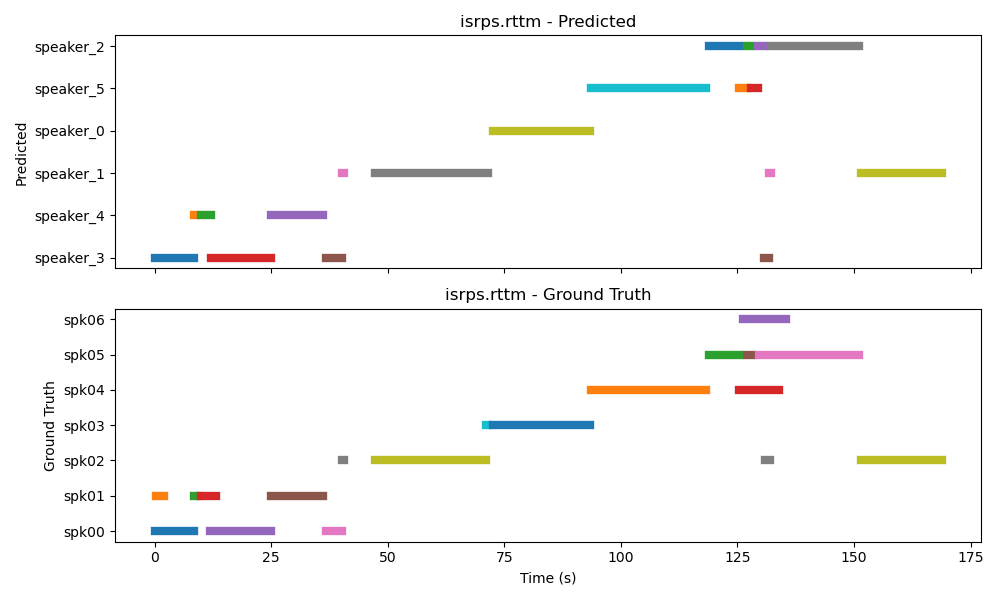 isrps.rttm - Predicted
speaker_2
speaker_5
speaker_0
speaker_1
speaker_4
speaker_3
Predicted
isrps.rttm - Ground Truth
spk06
spk05
spk04
spk03
spk02
spk01
spk00
Ground Truth
0 25 50 75 100 125 150 175
Time (s)